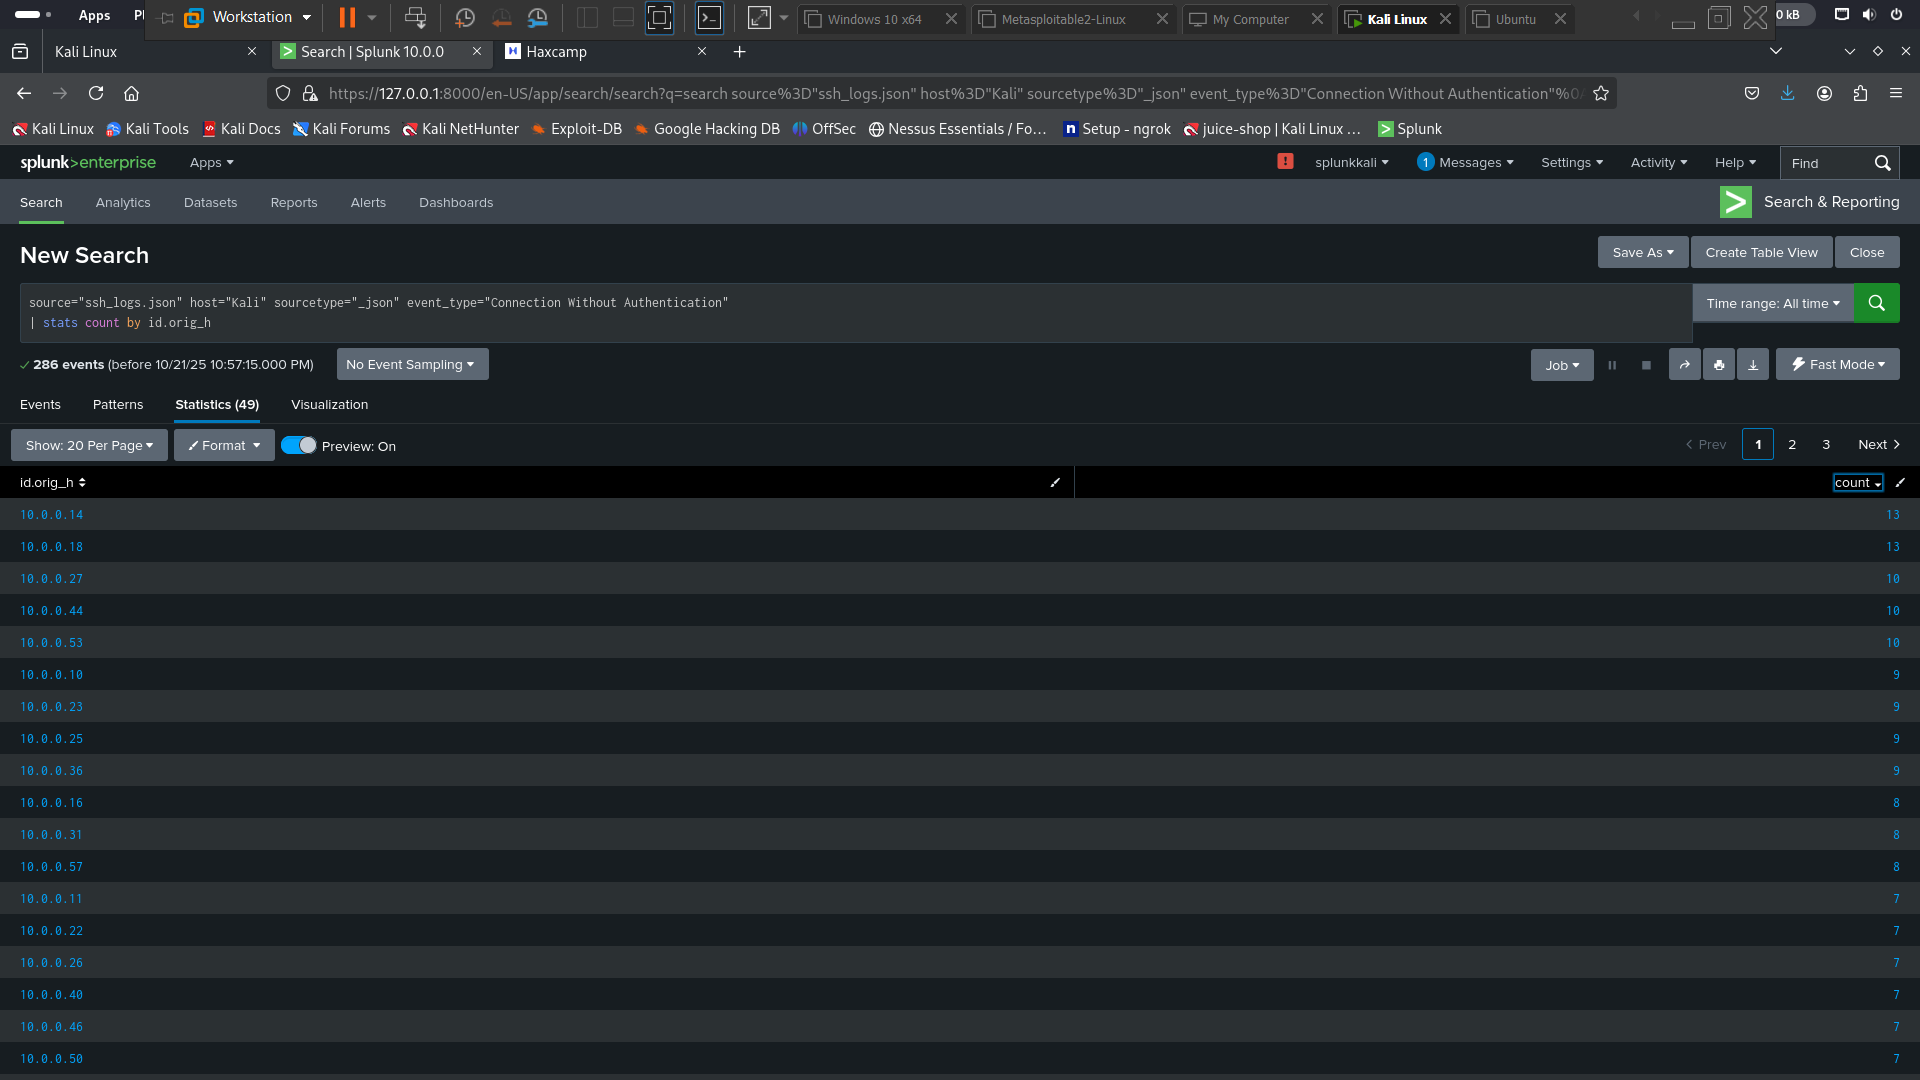 Apps
Workstation
Windows 10 x64
Metasploitable2-Linux
My Computer
Kali Linux
Ubuntu
0 kB
Kali Linux
Search | Splunk 10.0.0
Haxcamp
https://127.0.0.1:8000/en-US/app/search/search?q=search source%3D"ssh_logs.json" host%3D"Kali" sourcetype%3D"_json" event_type%3D"Connection Without Authentication"%0
Kali Linux
Kali Tools
Kali Docs
Kali Forums
Kali NetHunter
Exploit-DB
Google Hacking DB
OffSec
Nessus Essentials / Fo...
Setup - ngrok
juice-shop | Kali Linux ...
Splunk
splunk>enterprise
Apps
!
splunkkali
1 Messages
Settings
Activity
Help
Find
Search
Analytics
Datasets
Reports
Alerts
Dashboards
Search & Reporting
New Search
Save As
Create Table View
Close
source="ssh_logs.json" host="Kali" sourcetype="_json" event_type="Connection Without Authentication"
| stats count by id.orig_h
Time range: All time
286 events (before 10/21/25 10:57:15.000 PM)
No Event Sampling
Job
Fast Mode
Events
Patterns
Statistics (49)
Visualization
Show: 20 Per Page
Format
Preview: On
Prev
1
2
3
Next
id.orig_h
count
10.0.0.14 13
10.0.0.18 13
10.0.0.27 10
10.0.0.44 10
10.0.0.53 10
10.0.0.10 9
10.0.0.23 9
10.0.0.25 9
10.0.0.36 9
10.0.0.16 8
10.0.0.31 8
10.0.0.57 8
10.0.0.11 7
10.0.0.22 7
10.0.0.26 7
10.0.0.40 7
10.0.0.46 7
10.0.0.50 7